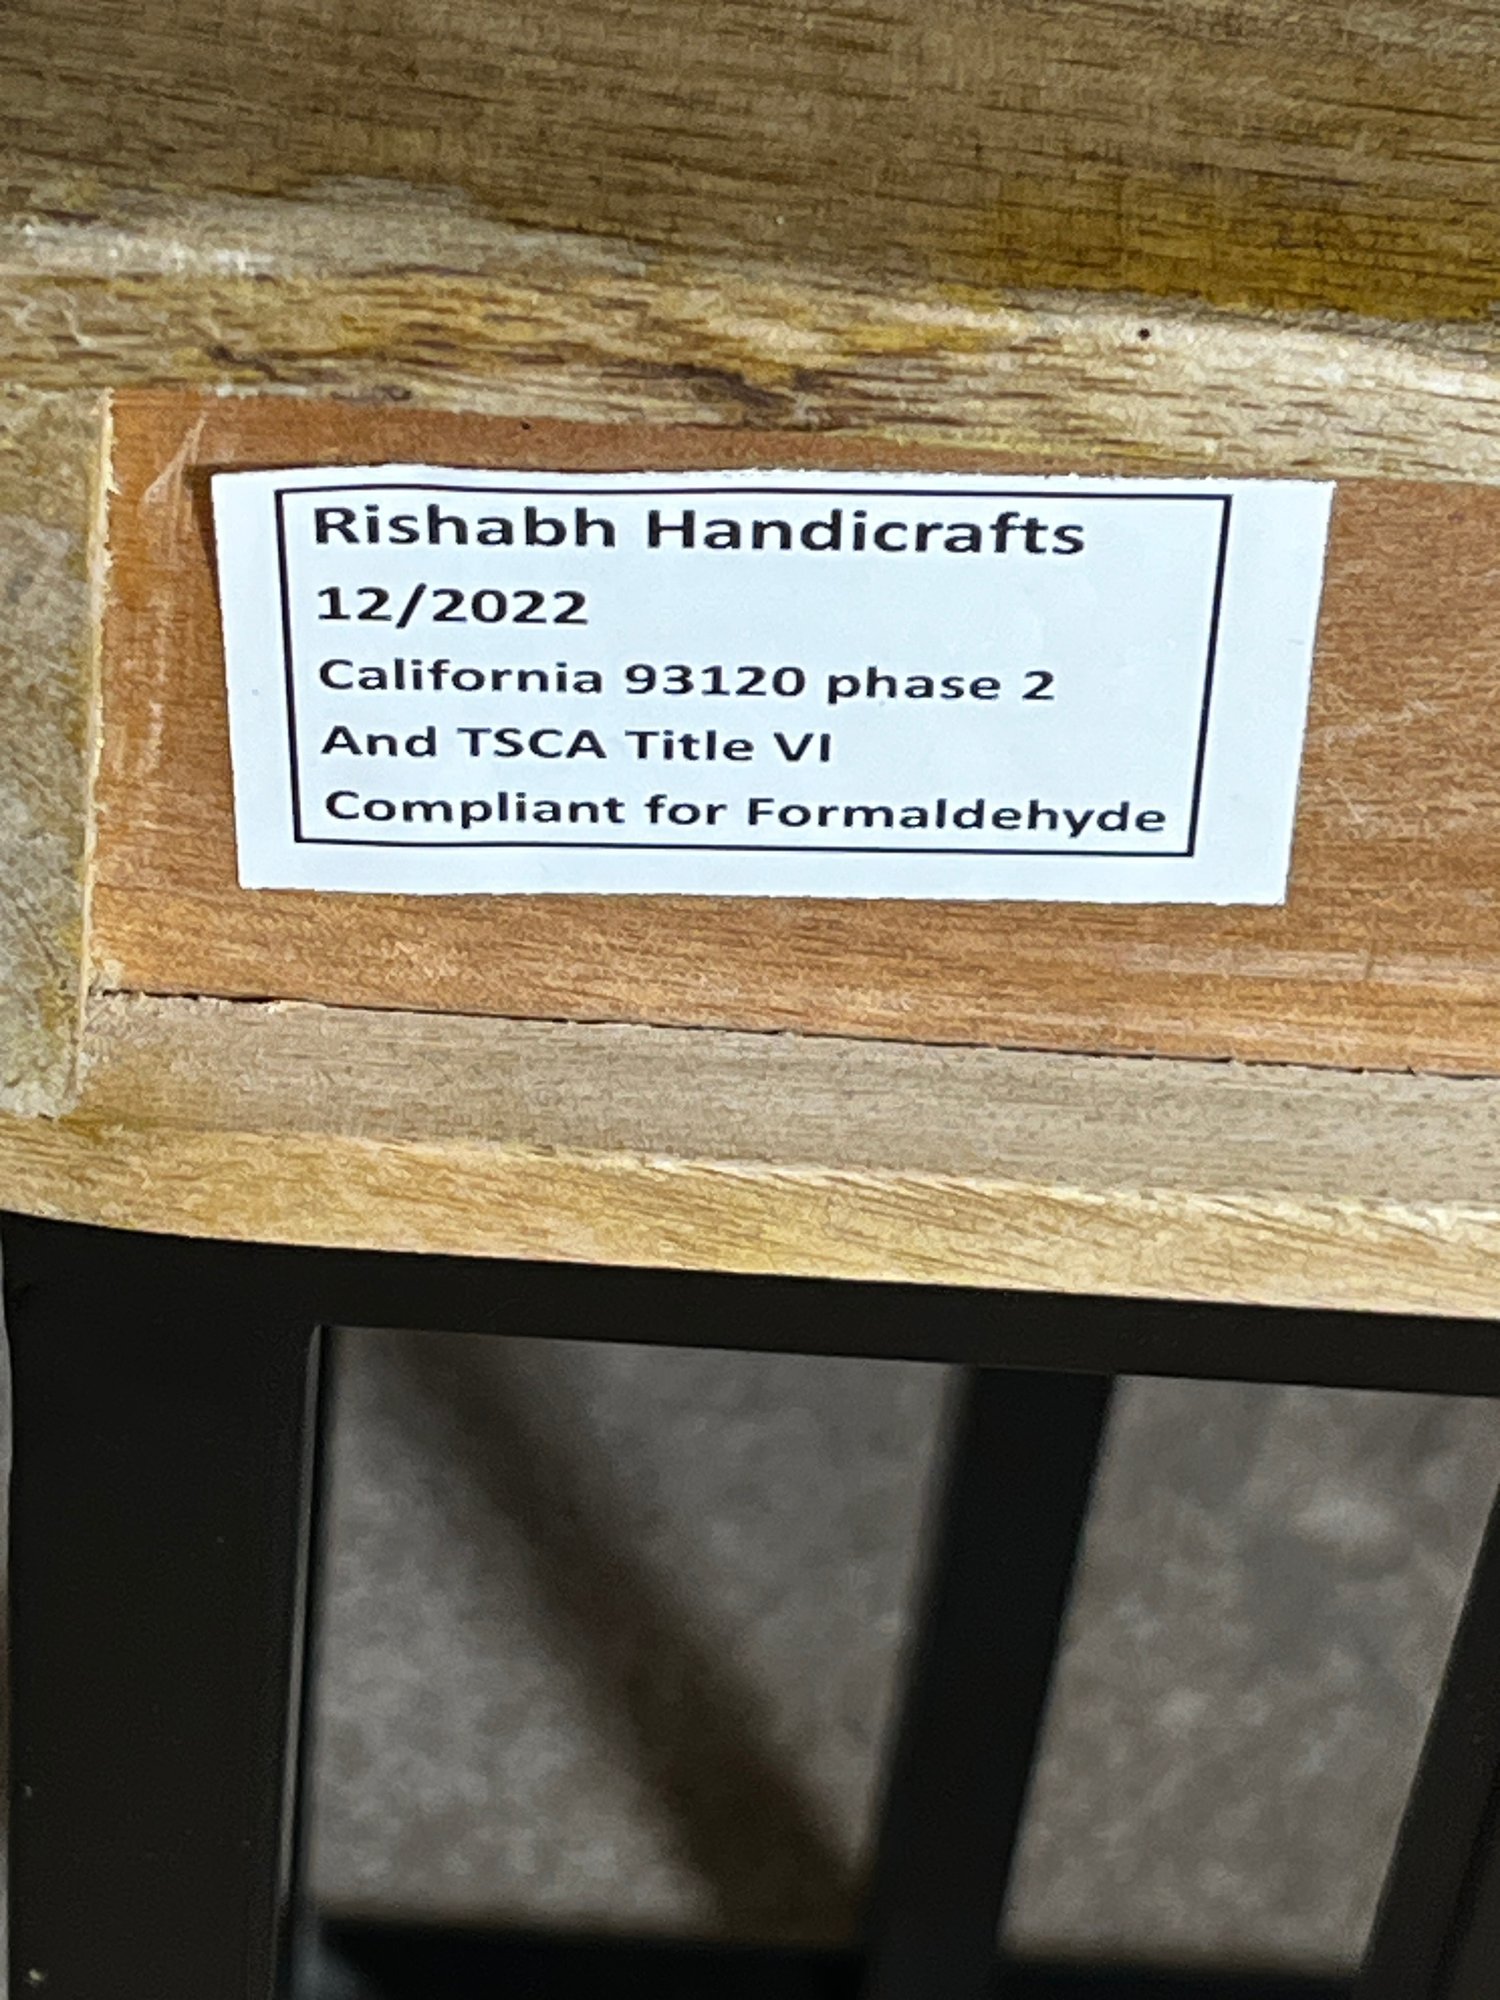 Rishabh Handicrafts
12/2022
California 93120 phase 2
And TSCA Title VI
Compliant for Formaldehyde